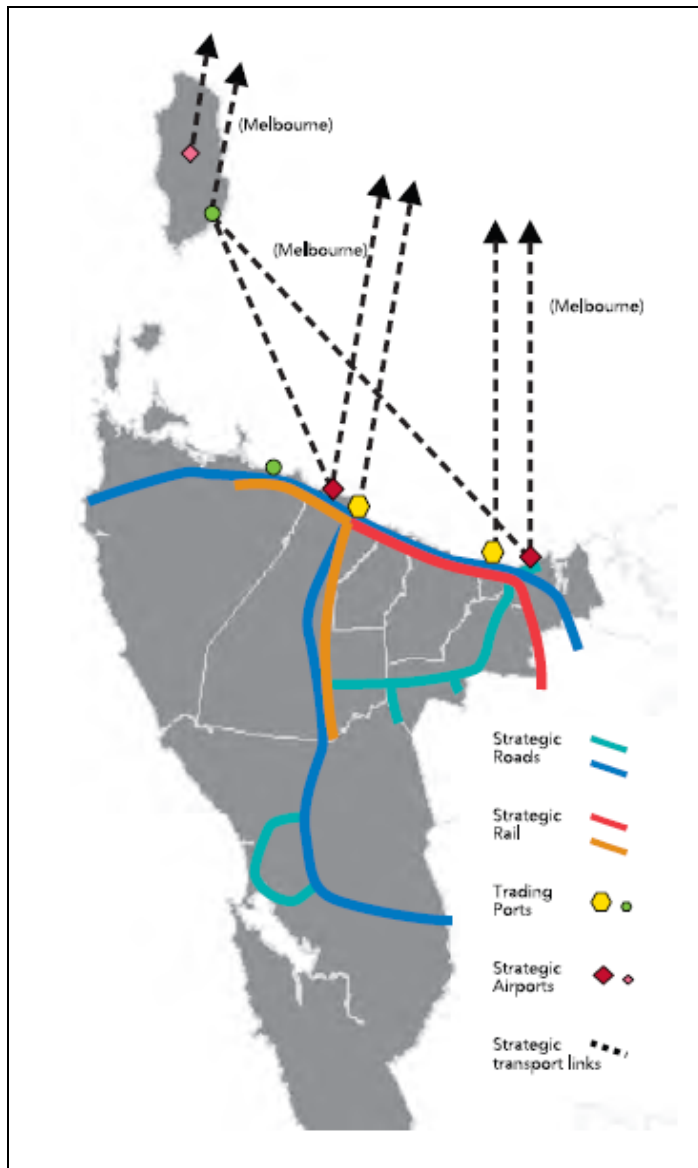 (Melbourne)
(Melbourne)
(Melbourne)
Strategic
Roads
Strategic
Rail
Trading
Ports
Strategic
Airports
Strategic
transport links